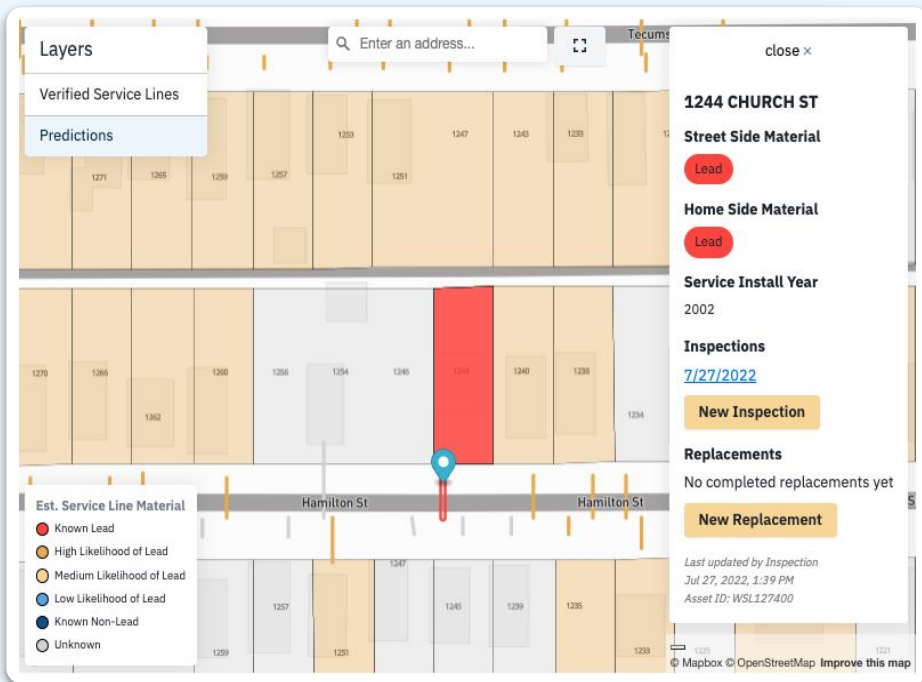 Layers
Verified Service Lines
Predictions
Enter an address...
Tecums
close ×
1244 CHURCH ST
Street Side Material
Lead
Home Side Material
Lead
Service Install Year
2002
Inspections
7/27/2022
New Inspection
Replacements
No completed replacements yet
New Replacement
Last updated by Inspection
Jul 27, 2022, 1:39 PM
Asset ID: WSL127400
1253 1247 1243 1233
1271 1265 1259 1257 1251
1270 1266 1260 1256 1254 1246 1244 1240 1238
1262 1234
Hamilton St Hamilton St
Est. Service Line Material
Known Lead
High Likelihood of Lead
Medium Likelihood of Lead
Low Likelihood of Lead
Known Non-Lead
Unknown
1247
1257 1245 1239 1235
1259 1251 1233 1225 1221
© Mapbox © OpenStreetMap Improve this map